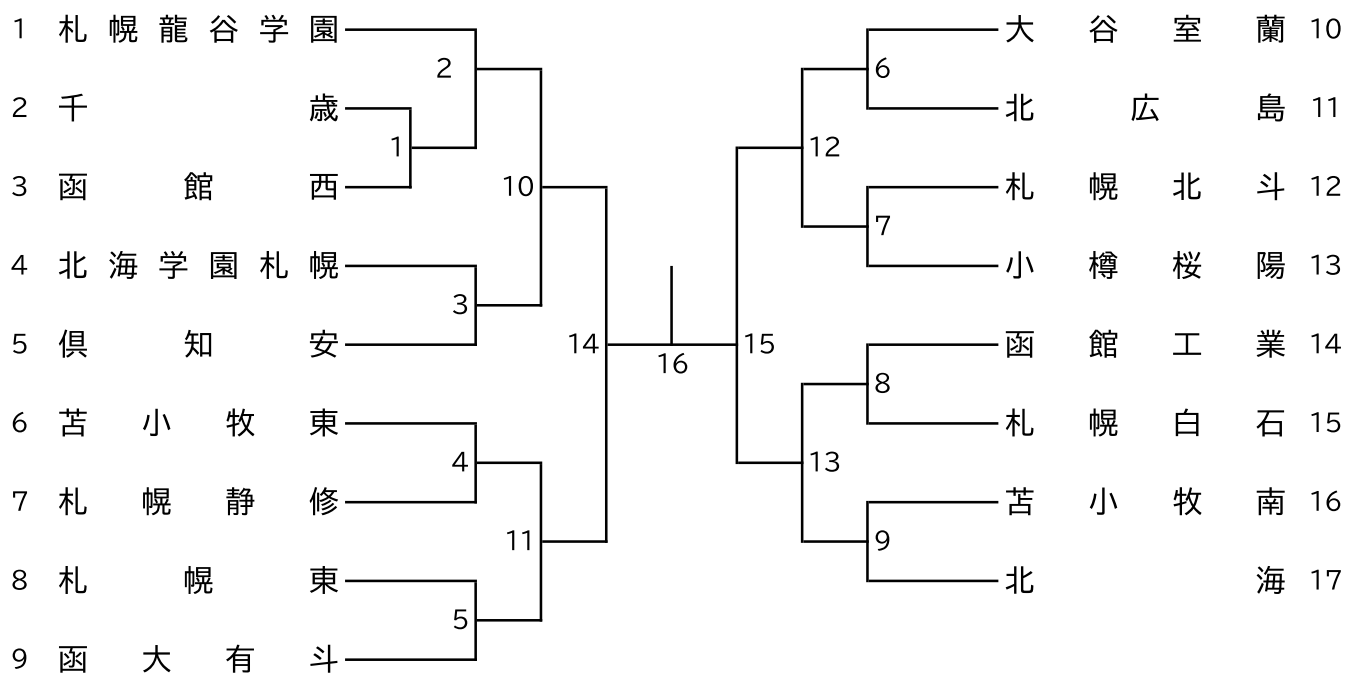 1 札幌龍谷学園
2
2 千歳
1
3 函館西
10
4 北海学園札幌
3
5 倶知安
14
6 苫小牧東
4
7 札幌静修
11
8 札幌東
5
9 函大有斗
16
大谷室蘭 10
6
北広島 11
12
札幌北斗 12
7
小樽桜陽 13
15
函館工業 14
8
札幌白石 15
13
苫小牧南 16
9
北海 17